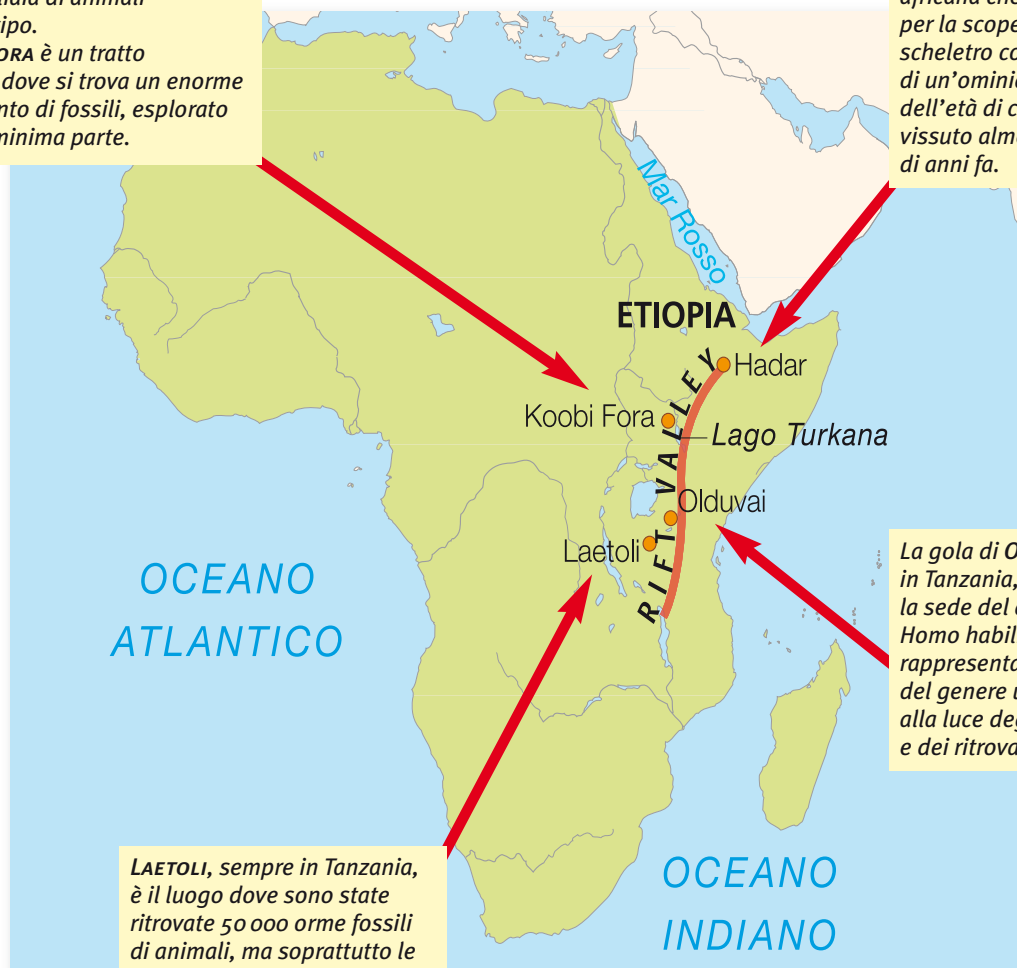 di animali
tipo.
ORA è un tratto
dove si trova un enorme
nto di fossili, esplorato
minima parte.
africana
per la scope
scheletro co
di un'ominid
dell'età di c
vissuto alm
di anni fa.
Mar Rosso
ETIOPIA
Hadar
Koobi Fora
RIFT VALLEY
Lago Turkana
Olduvai
Laetoli
OCEANO
ATLANTICO
La gola di O
in Tanzania,
la sede del
Homo habil
rappresenta
del genere u
alla luce deg
e dei ritrova
LAETOLI, sempre in Tanzania,
è il luogo dove sono state
ritrovate 50 000 orme fossili
di animali, ma soprattutto le
OCEANO
INDIANO